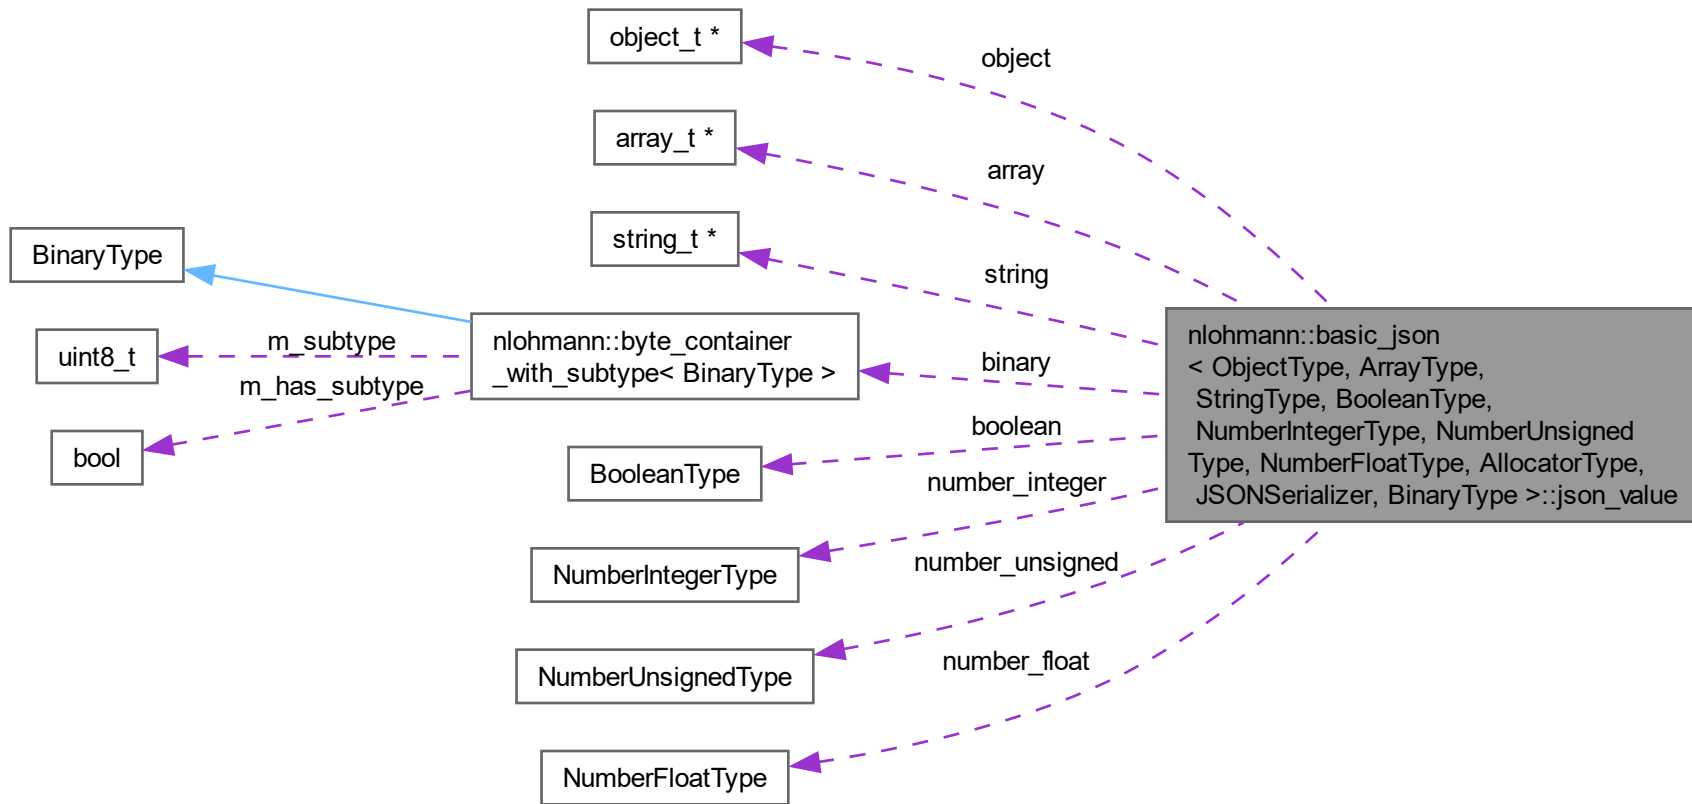 object_t *
object
array_t *
array
string_t *
string
BinaryType
uint8_t
m_subtype
m_has_subtype
bool
nlohmann::byte_container
_with_subtype< BinaryType >
binary
nlohmann::basic_json
< ObjectType, ArrayType,
StringType, BooleanType,
NumberIntegerType, NumberUnsigned
Type, NumberFloatType, AllocatorType,
JSONSerializer, BinaryType >::json_value
boolean
BooleanType
number_integer
NumberIntegerType
number_unsigned
NumberUnsignedType
number_float
NumberFloatType